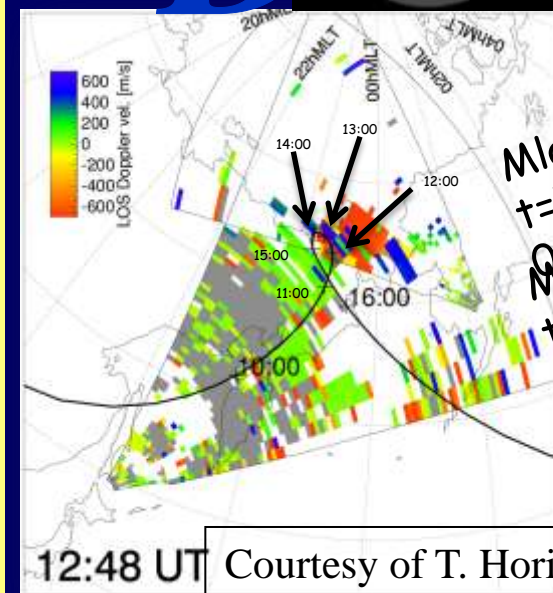 20hMLT
22hMLT
00hMLT
02hMLT
04hMLT
600
400
200
0
-200
-400
-600
LOS Doppler vel. [m/s]
14:00
13:00
12:00
15:00
11:00
16:00
10:00
t=
t
12:48 UT
Courtesy of T. Hori